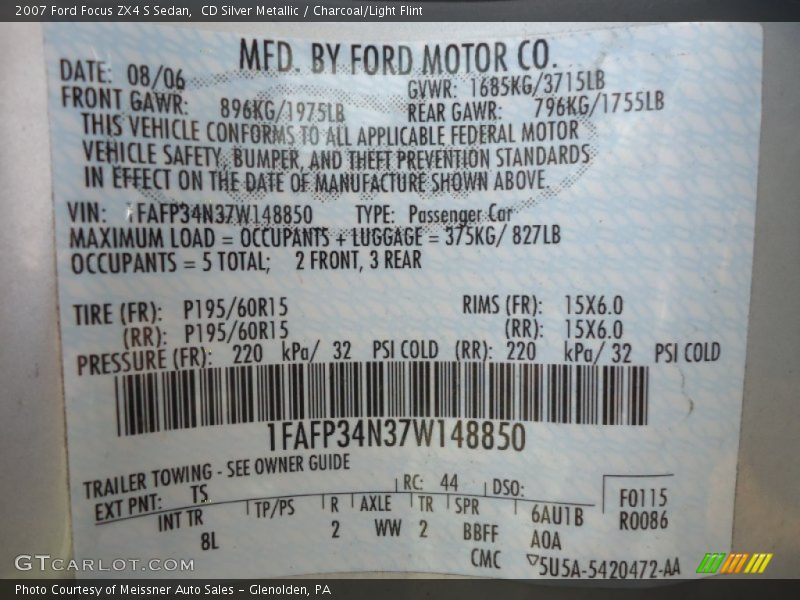 2007 Ford Focus ZX4 S Sedan,  CD Silver Metallic / Charcoal/Light Flint
MFD. BY FORD MOTOR CO.
DATE: 08/06 GVWR: 1685KG/3715LB
FRONT GAWR: 896KG/1975LB REAR GAWR: 796KG/1755LB
THIS VEHICLE CONFORMS TO ALL APPLICABLE FEDERAL MOTOR
VEHICLE SAFETY, BUMPER, AND THEFT PREVENTION STANDARDS
IN EFFECT ON THE DATE OF MANUFACTURE SHOWN ABOVE.
VIN: 1FAFP34N37W148850 TYPE: Passenger Car
MAXIMUM LOAD = OCCUPANTS + LUGGAGE = 375KG/ 827LB
OCCUPANTS = 5 TOTAL; 2 FRONT, 3 REAR
TIRE (FR): P195/60R15 RIMS (FR): 15X6.0
(RR): P195/60R15 (RR): 15X6.0
PRESSURE (FR): 220 kPa/ 32 PSI COLD (RR): 220 kPa/ 32 PSI COLD
1FAFP34N37W148850
TRAILER TOWING - SEE OWNER GUIDE
EXT PNT: TS RC: 44 DSO: F0115
INT TR TP/PS R AXLE TR SPR 6AU1B R0086
8L 2 WW 2 BBFF AOA
CMC ▽5U5A-5420472-AA
GTCARLOT.COM
Photo Courtesy of Meissner Auto Sales – Glenolden, PA